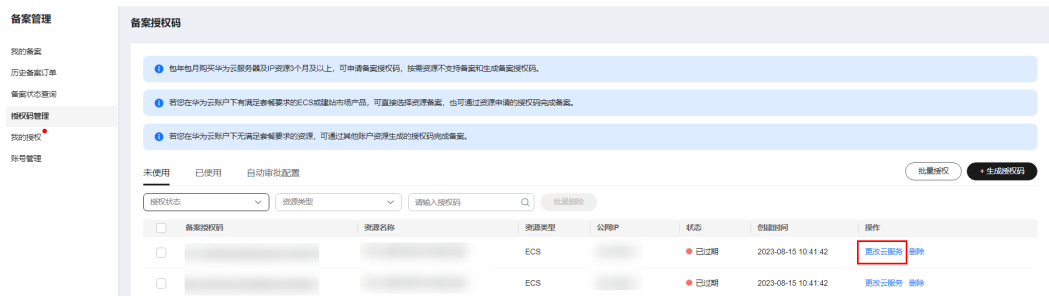 备案管理
备案授权码
我的备案
历史备案订单
备案状态查询
授权码管理
我的授权
账号管理
包年包月购买华为云服务器及IP资源3个月及以上，可申请备案授权码，按需资源不支持备案和生成备案授权码。
若您在华为云账户下有满足套餐要求的ECS或建站市场产品，可直接选择资源备案，也可通过资源申请的授权码完成备案。
若您在华为云账户下无满足套餐要求的资源，可通过其他账户资源生成的授权码完成备案。
未使用 已使用 自动审批配置 批量授权 + 生成授权码
授权状态 资源类型 请输入授权码 批量删除
备案授权码 资源名称 资源类型 公网IP 状态 创建时间 操作
ECS 已过期 2023-08-15 10:41:42 更改云服务 删除
ECS 已过期 2023-08-15 10:41:42 更改云服务 删除